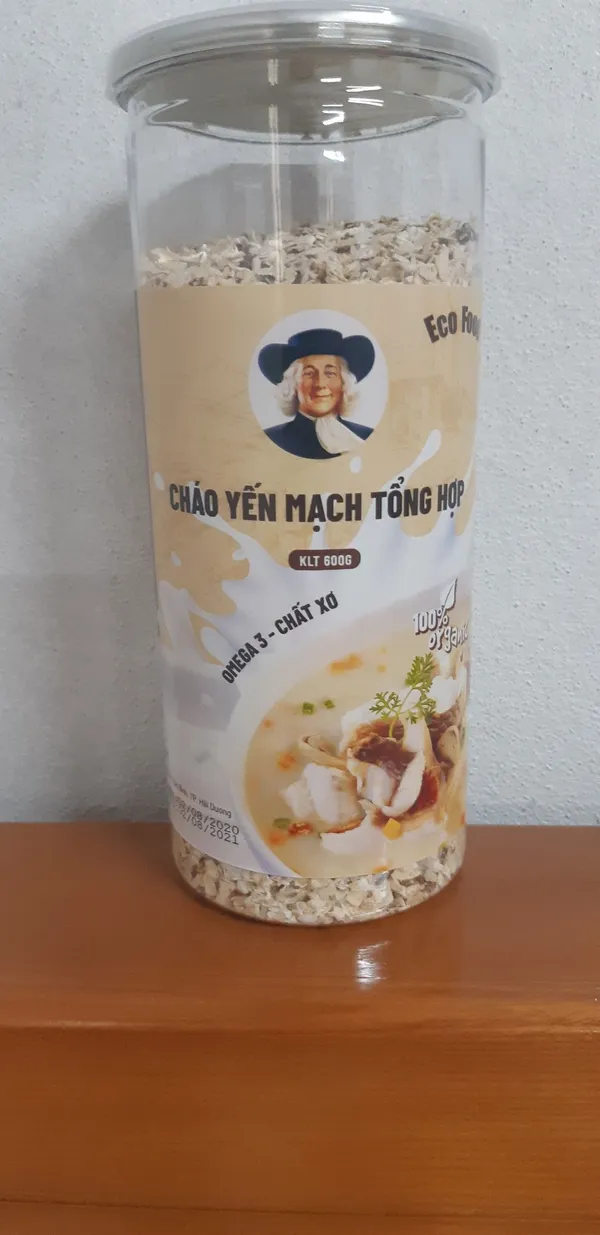 Eco Food
CHÁO YẾN MẠCH TỔNG HỢP
KLT 600G
OMEGA 3 - CHẤT XƠ
100%
organic
TP Hải Dương
/08/2020
/08/2021